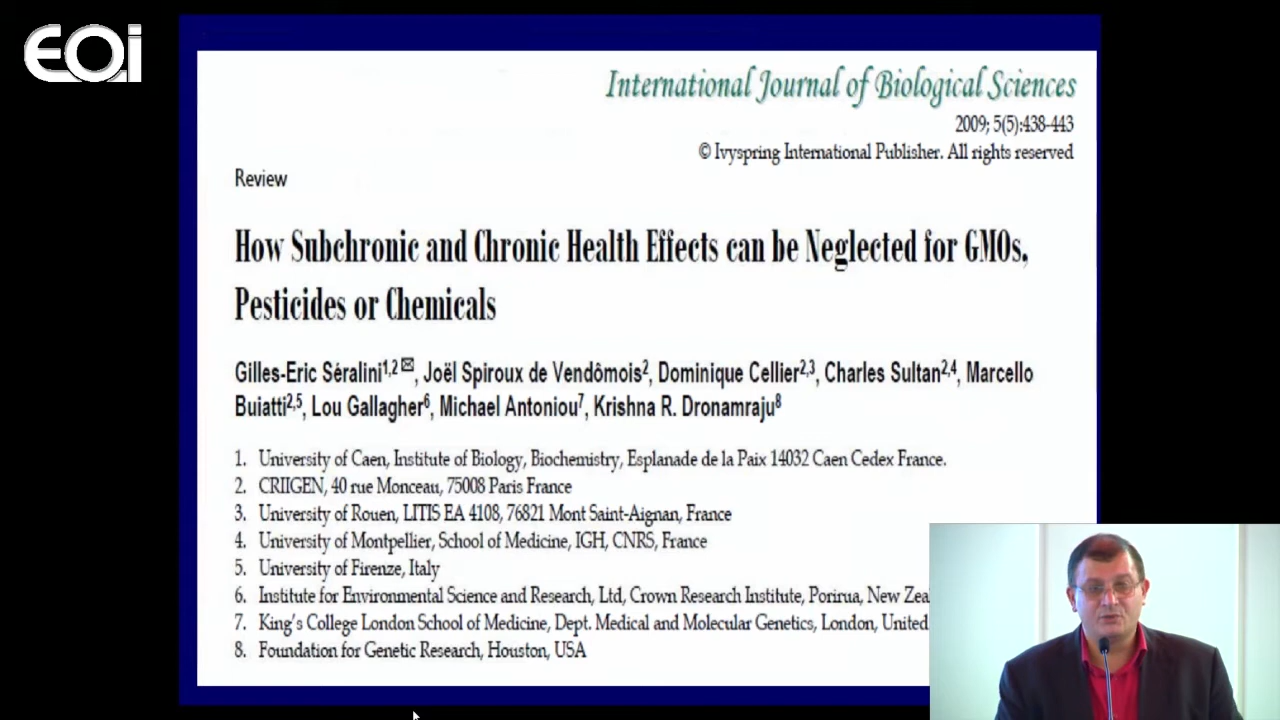 EOi
International Journal of Biological Sciences
2009; 5(5):438-443
© Ivyspring International Publisher. All rights reserved
Review
How Subchronic and Chronic Health Effects can be Neglected for GMOs,
Pesticides or Chemicals
Gilles-Eric Séralini1,2 ✉, Joël Spiroux de Vendômois2, Dominique Cellier2,3, Charles Sultan2,4, Marcello
Buiatti2,5, Lou Gallagher6, Michael Antoniou7, Krishna R. Dronamraju8
1. University of Caen, Institute of Biology, Biochemistry, Esplanade de la Paix 14032 Caen Cedex France.
2. CRIIGEN, 40 rue Monceau, 75008 Paris France
3. University of Rouen, LITIS EA 4108, 76821 Mont Saint-Aignan, France
4. University of Montpellier, School of Medicine, IGH, CNRS, France
5. University of Firenze, Italy
6. Institute for Environmental Science and Research, Ltd, Crown Research Institute, Porirua, New Zea
7. King's College London School of Medicine, Dept. Medical and Molecular Genetics, London, United
8. Foundation for Genetic Research, Houston, USA